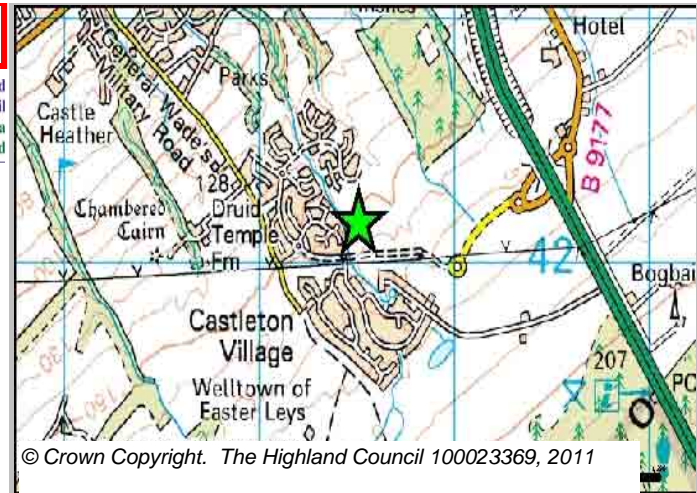 Hotel
Parks
General Wade's
Military Road
Castle
Heather
B 9177
128
Chambered
Cairn
Druid
Temple
Fm
42
Bogbai
Castleton
Village
Welltown of
Easter Leys
207
PC
© Crown Copyright. The Highland Council 100023369, 2011